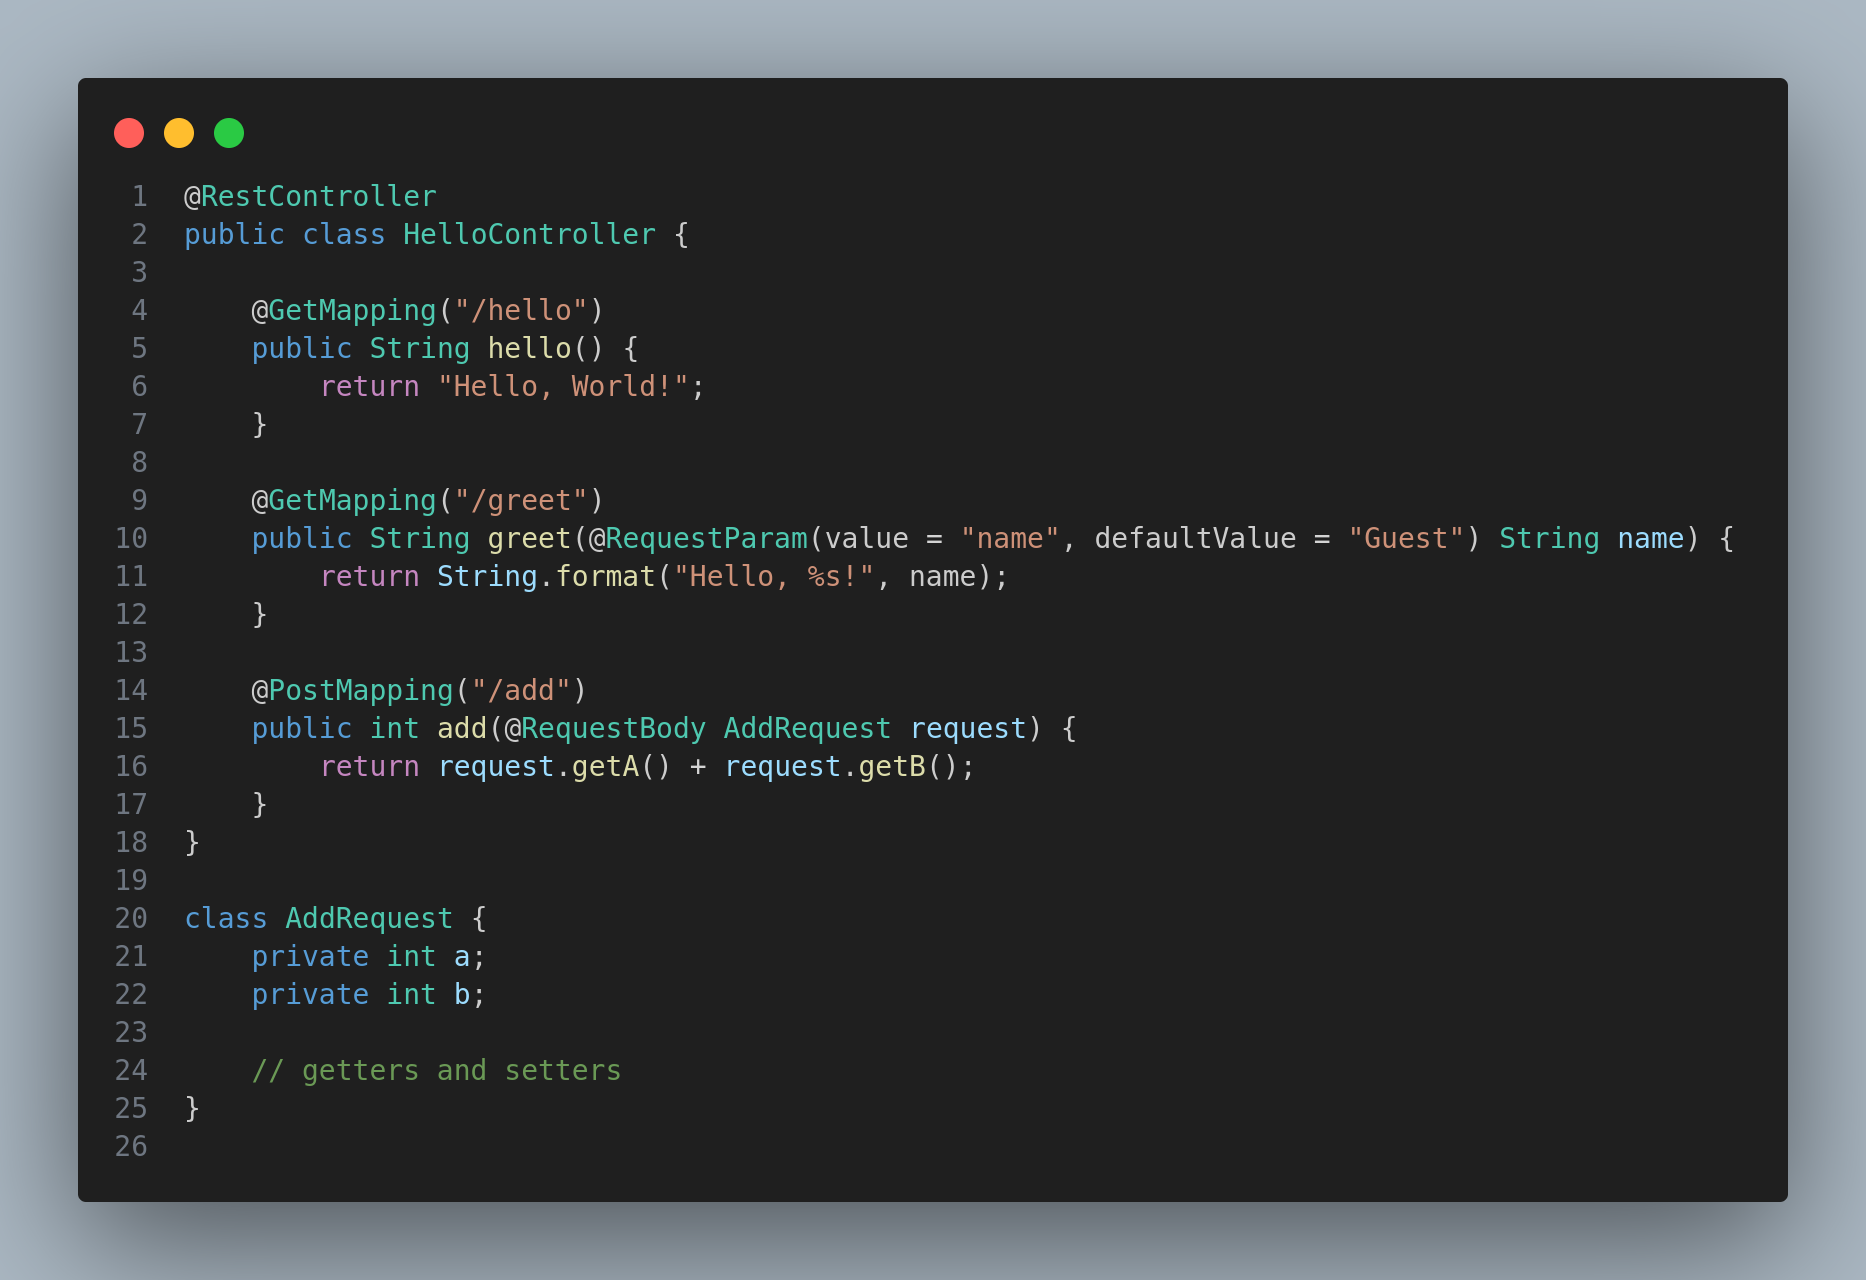 1 @RestController
2 public class HelloController {
3
4     @GetMapping("/hello")
5     public String hello() {
6         return "Hello, World!";
7     }
8
9     @GetMapping("/greet")
10     public String greet(@RequestParam(value = "name", defaultValue = "Guest") String name) {
11         return String.format("Hello, %s!", name);
12     }
13
14     @PostMapping("/add")
15     public int add(@RequestBody AddRequest request) {
16         return request.getA() + request.getB();
17     }
18 }
19
20 class AddRequest {
21     private int a;
22     private int b;
23
24     // getters and setters
25 }
26